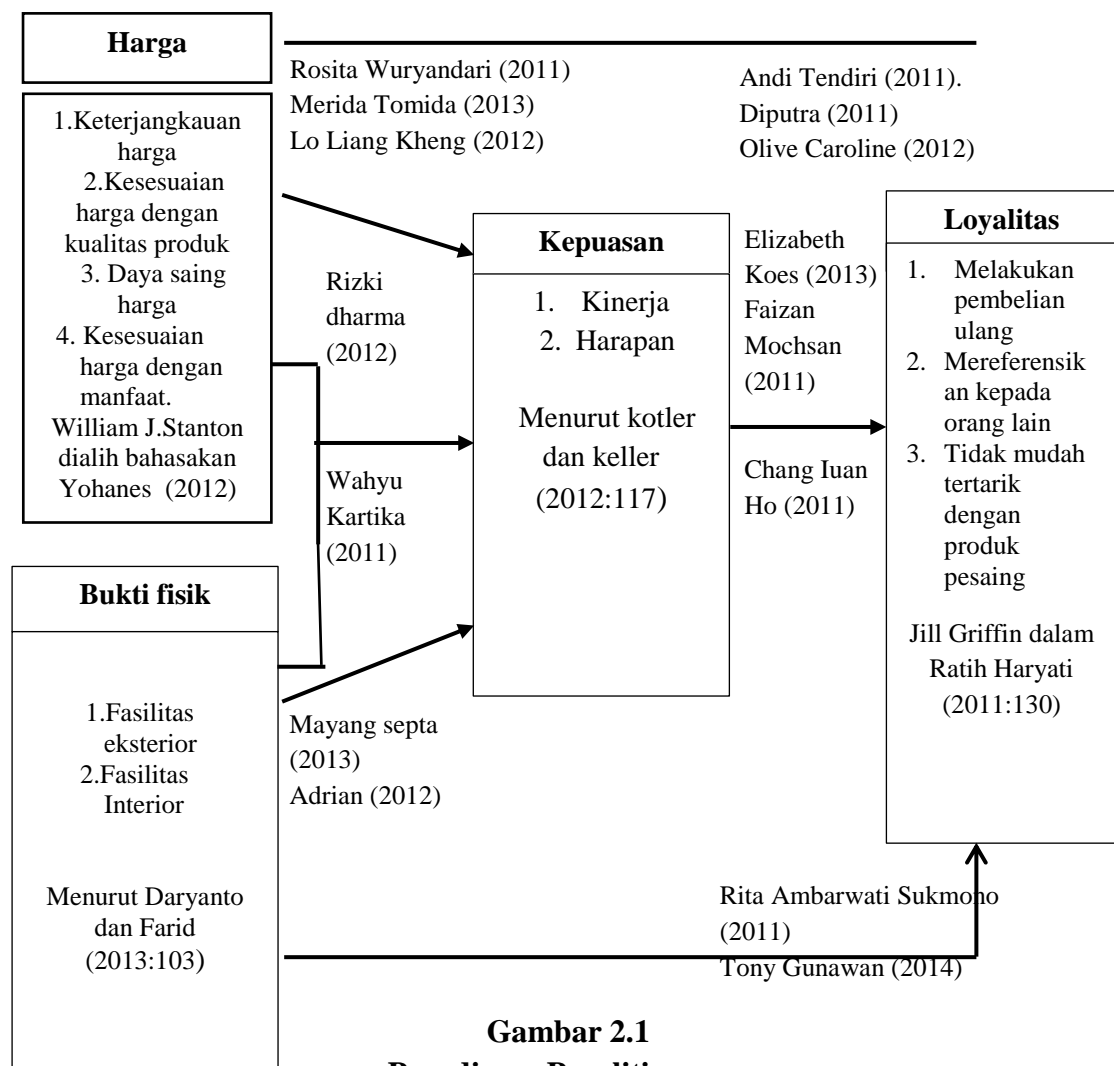 Harga
Rosita Wuryandari (2011)
Merida Tomida (2013)
Lo Liang Kheng (2012)
Andi Tendiri (2011).
Diputra (2011)
Olive Caroline (2012)
1.Keterjangkauan
harga
2.Kesesuaian
harga dengan
kualitas produk
3. Daya saing
harga
4. Kesesuaian
harga dengan
manfaat.
William J.Stanton
dialih bahasakan
Yohanes (2012)
Rizki
dharma
(2012)
Wahyu
Kartika
(2011)
Kepuasan
1. Kinerja
2. Harapan
Menurut kotler
dan keller
(2012:117)
Elizabeth
Koes (2013)
Faizan
Mochsan
(2011)
Chang Iuan
Ho (2011)
Loyalitas
1. Melakukan
pembelian
ulang
2. Mereferensik
an kepada
orang lain
3. Tidak mudah
tertarik
dengan
produk
pesaing
Jill Griffin dalam
Ratih Haryati
(2011:130)
Bukti fisik
1.Fasilitas
eksterior
2.Fasilitas
Interior
Menurut Daryanto
dan Farid
(2013:103)
Mayang septa
(2013)
Adrian (2012)
Rita Ambarwati Sukmono
(2011)
Tony Gunawan (2014)
Gambar 2.1